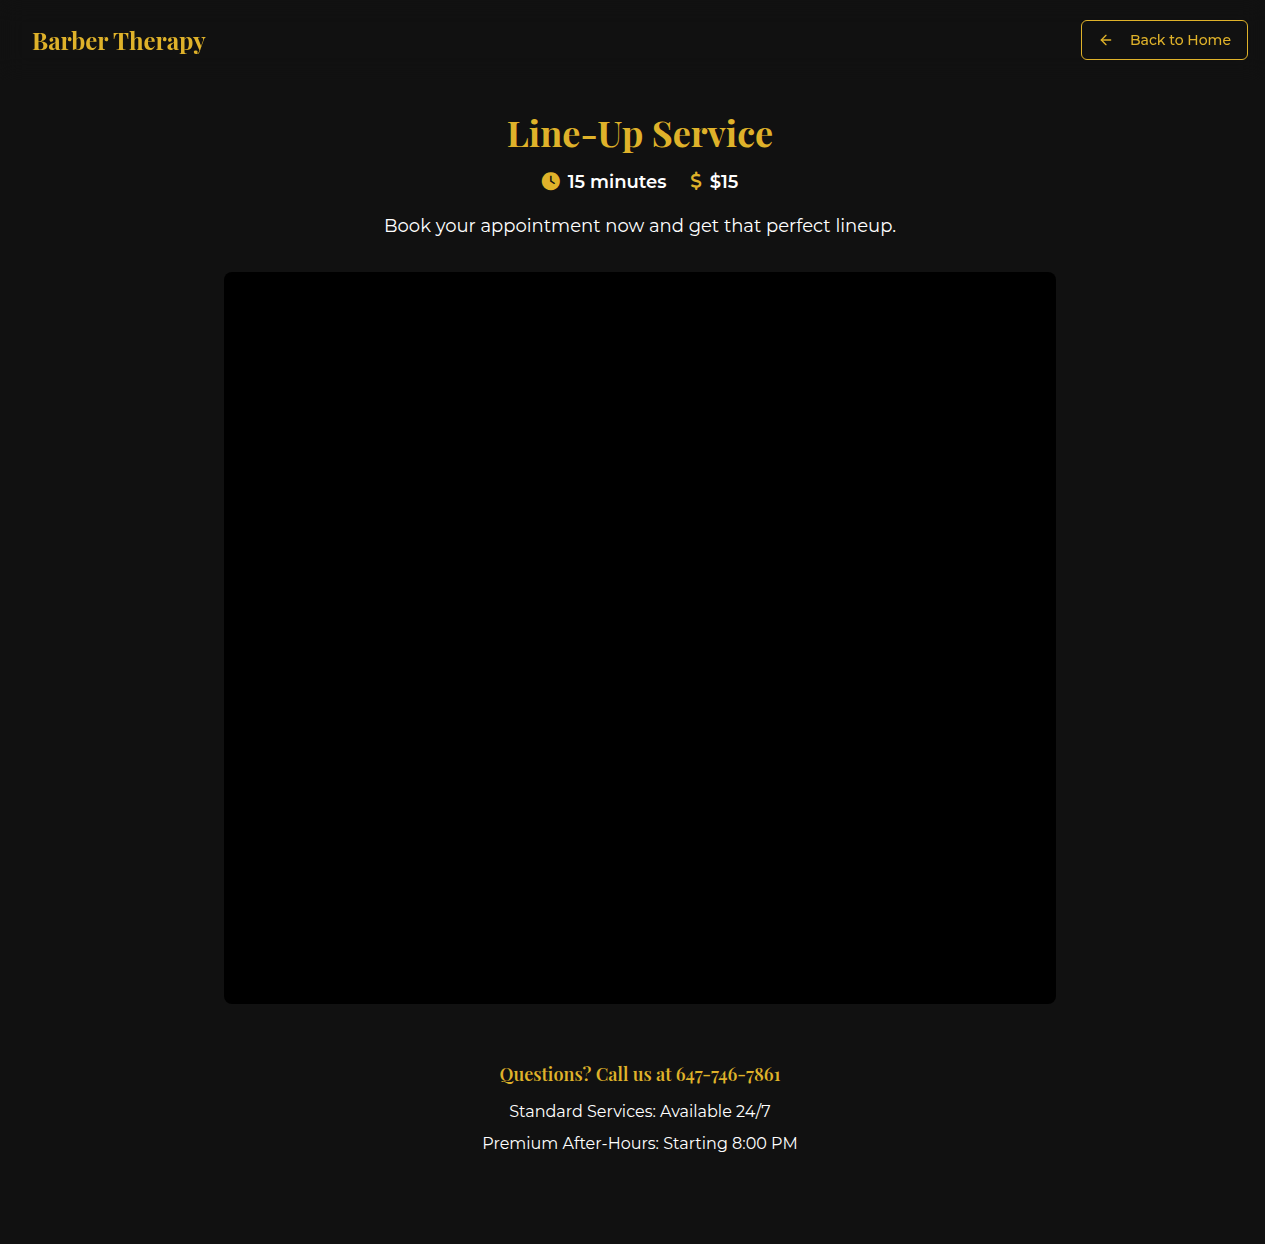 Barber Therapy
Back to Home
Line-Up Service
15 minutes $15
Book your appointment now and get that perfect lineup.
Questions? Call us at 647-746-7861
Standard Services: Available 24/7
Premium After-Hours: Starting 8:00 PM